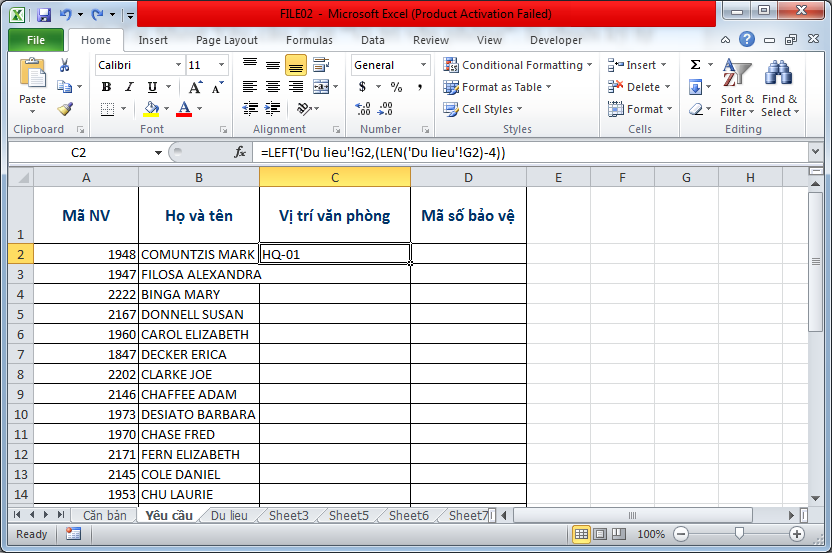 FILE02 - Microsoft Excel (Product Activation Failed)
File Home Insert Page Layout Formulas Data Review View Developer
Paste
Clipboard
Calibri 11
B I U A A A
Font
Alignment
General
$ % ,
Number
Conditional Formatting
Format as Table
Cell Styles
Styles
Insert
Delete
Format
Cells
Σ
Sort & Filter
Find & Select
Editing
C2 fx =LEFT('Du lieu'!G2,(LEN('Du lieu'!G2)-4))
A B C D E F G H
1 Mã NV Họ và tên Vị trí văn phòng Mã số bảo vệ
2 1948 COMUNTZIS MARK HQ-01
3 1947 FILOSA ALEXANDRA
4 2222 BINGA MARY
5 2167 DONNELL SUSAN
6 1960 CAROL ELIZABETH
7 1847 DECKER ERICA
8 2202 CLARKE JOE
9 2146 CHAFFEE ADAM
10 1973 DESIATO BARBARA
11 1970 CHASE FRED
12 2171 FERN ELIZABETH
13 2145 COLE DANIEL
14 1953 CHU LAURIE
Căn bản Yêu cầu Du lieu Sheet3 Sheet5 Sheet6 Sheet7
Ready 100%